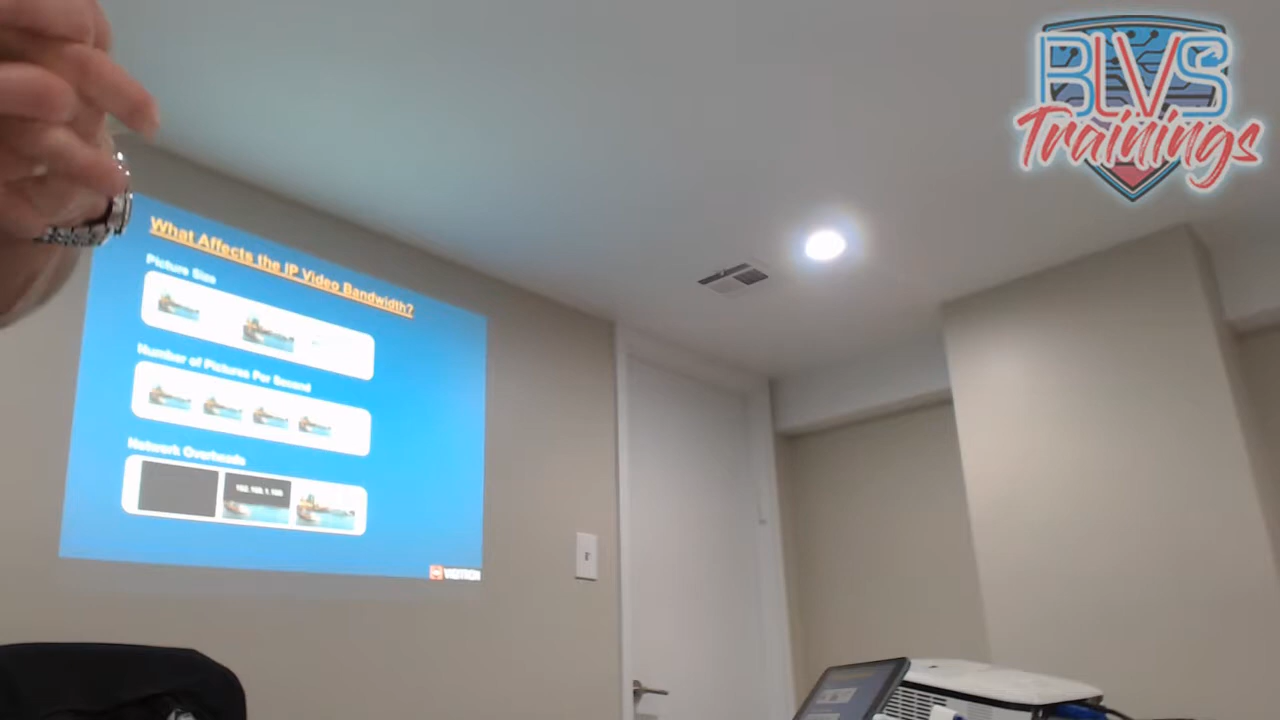 BLVS
Trainings
What Affects the IP Video Bandwidth?
Picture Size
Number of Pictures Per Second
Network Overheads